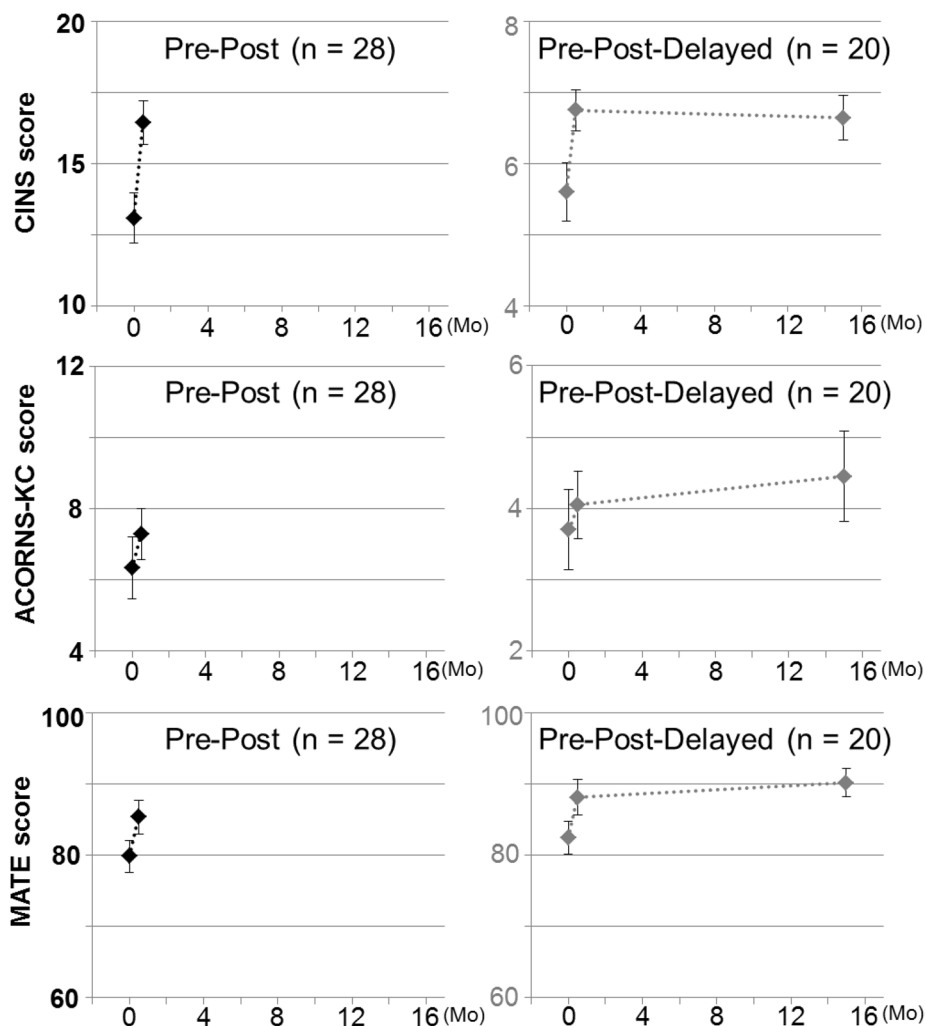 CINS score
20
15
10
Pre-Post (n = 28)
0 4 8 12 16 (Mo)
8
6
4
Pre-Post-Delayed (n = 20)
0 4 8 12 16 (Mo)
ACORNS-KC score
12
8
4
Pre-Post (n = 28)
0 4 8 12 16 (Mo)
6
4
2
Pre-Post-Delayed (n = 20)
0 4 8 12 16 (Mo)
MATE score
100
80
60
Pre-Post (n = 28)
0 4 8 12 16 (Mo)
100
80
60
Pre-Post-Delayed (n = 20)
0 4 8 12 16 (Mo)